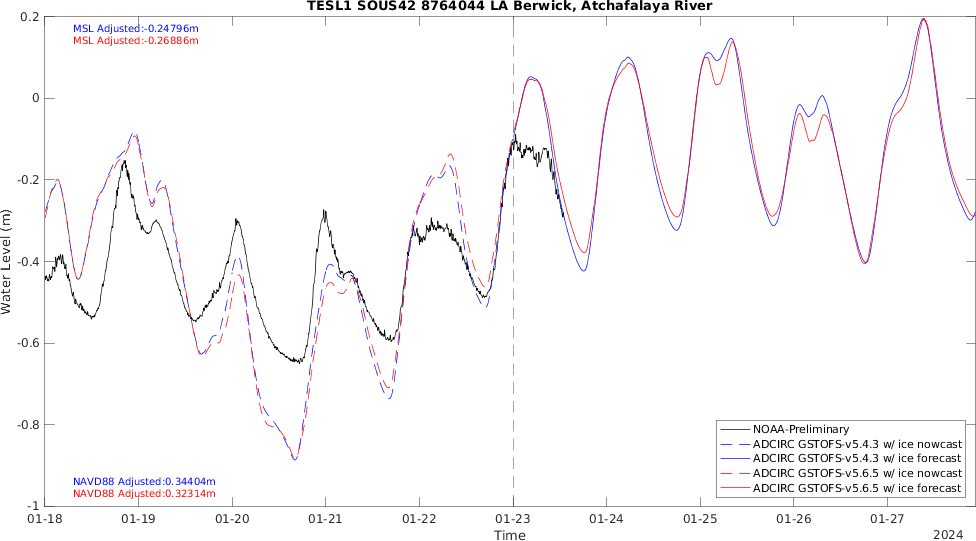 TESL1 SOUS42 8764044 LA Berwick, Atchafalaya River
MSL Adjusted:-0.24796m
MSL Adjusted:-0.26886m
0.2
0
-0.2
-0.4
-0.6
-0.8
-1
Water Level (m)
NOAA-Preliminary
ADCIRC GSTOFS-v5.4.3 w/ ice nowcast
ADCIRC GSTOFS-v5.4.3 w/ ice forecast
ADCIRC GSTOFS-v5.6.5 w/ ice nowcast
ADCIRC GSTOFS-v5.6.5 w/ ice forecast
NAVD88 Adjusted:0.34404m
NAVD88 Adjusted:0.32314m
01-18 01-19 01-20 01-21 01-22 01-23 01-24 01-25 01-26 01-27
Time
2024